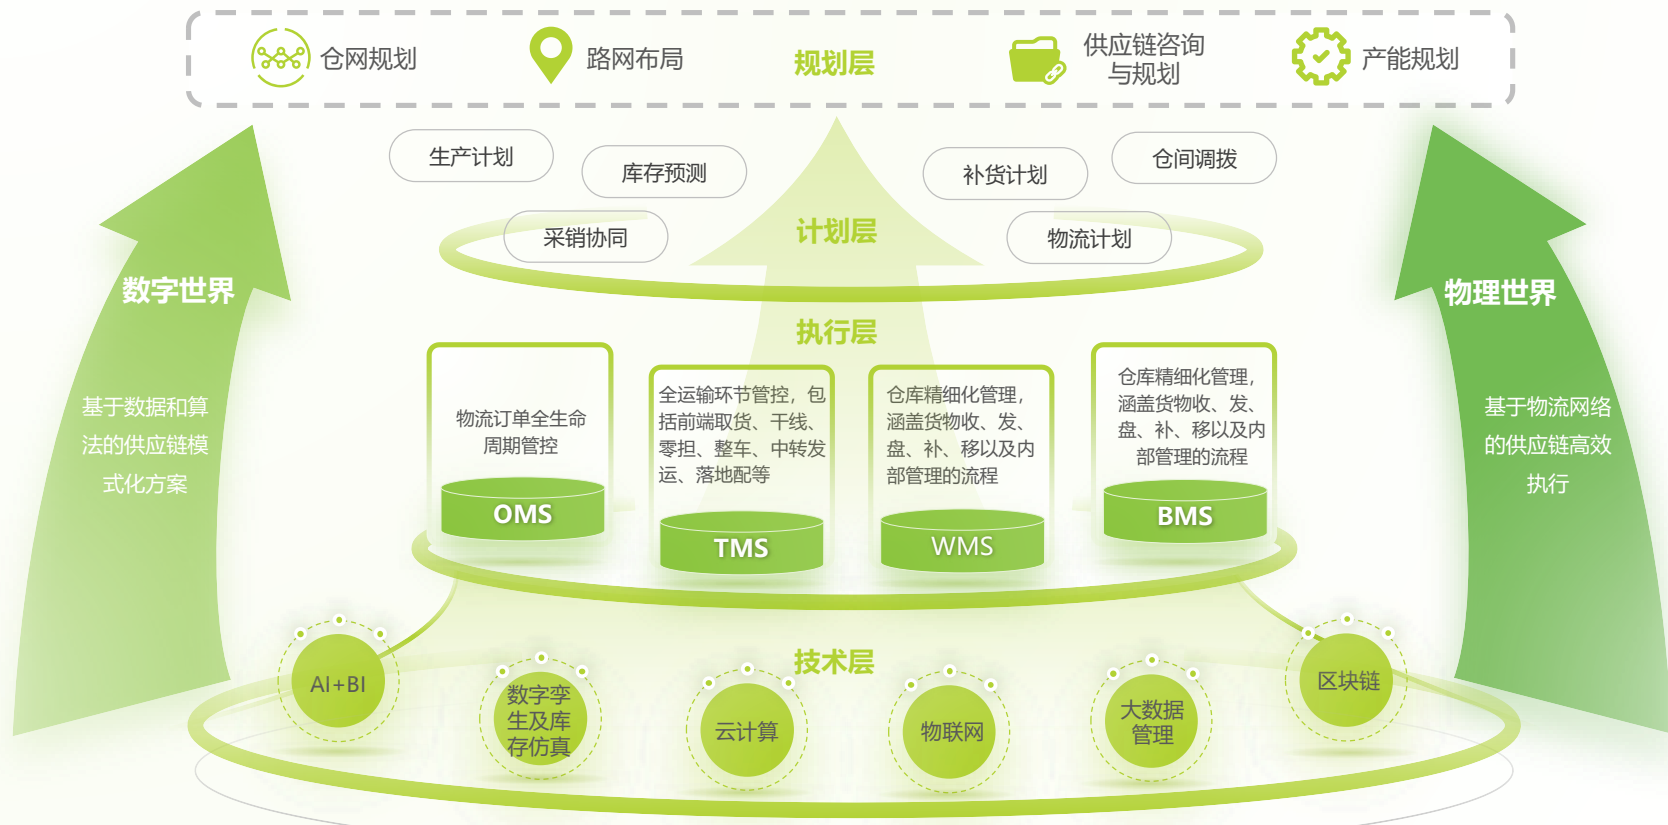 仓网规划
路网布局
规划层
供应链咨询
与规划
产能规划
生产计划
库存预测
补货计划
仓间调拨
采销协同
计划层
物流计划
数字世界
物理世界
执行层
基于数据和算
法的供应链模
式化方案
物流订单全生命
周期管控
OMS
全运输环节管控，包
括前端取货、干线、
零担、整车、中转发
运、落地配等
TMS
仓库精细化管理，
涵盖货物收、发、
盘、补、移以及内
部管理的流程
WMS
仓库精细化管理，
涵盖货物收、发、
盘、补、移以及内
部管理的流程
BMS
基于物流网络
的供应链高效
执行
技术层
AI+BI
数字孪
生及库
存仿真
云计算
物联网
大数据
管理
区块链